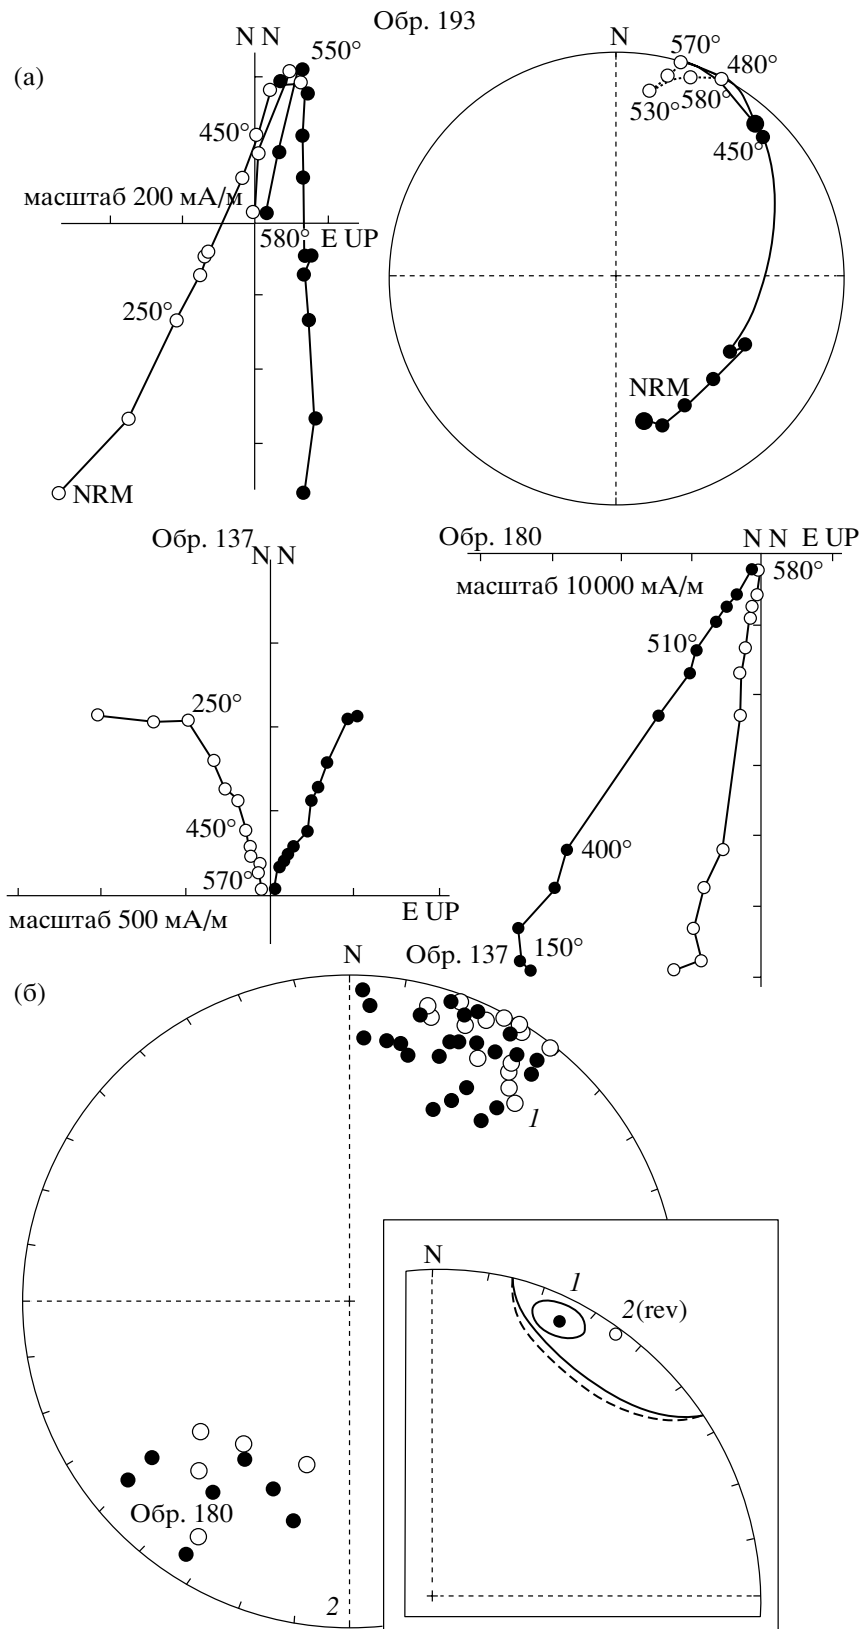 Обр. 193
(а)
N N
550°
450°
масштаб 200 мА/м
580° E UP
250°
NRM
N
570°
480°
530° 580°
450°
NRM
Обр. 137
N N
250°
450°
570°
масштаб 500 мА/м
E UP
Обр. 180
N N E UP
580°
масштаб 10000 мА/м
510°
400°
150°
(б)
N
Обр. 137
1
Обр. 180
2
N
1
2(rev)